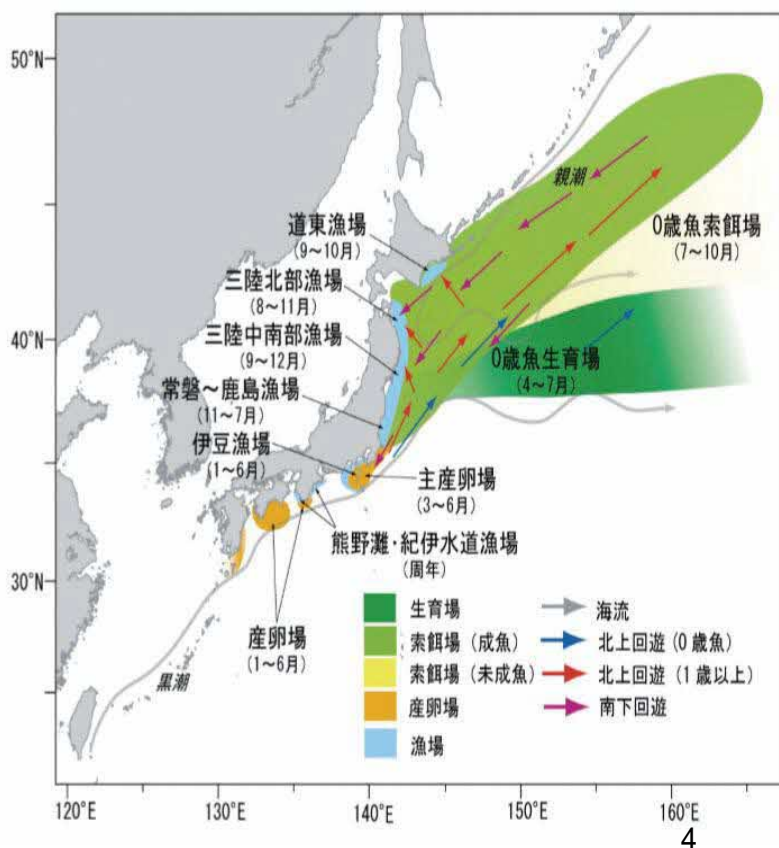 50°N
親潮
道東漁場
(9～10月)
0歳魚索餌場
(7～10月)
三陸北部漁場
(8～11月)
40°N
三陸中南部漁場
(9～12月)
0歳魚生育場
(4～7月)
常磐～鹿島漁場
(11～7月)
伊豆漁場
(1～6月)
主産卵場
(3～6月)
熊野灘・紀伊水道漁場
(周年)
30°N
産卵場
(1～6月)
黒潮
生育場
索餌場(成魚)
索餌場(未成魚)
産卵場
漁場
海流
北上回遊(0歳魚)
北上回遊(1歳以上)
南下回遊
120°E
130°E
140°E
150°E
160°E
4